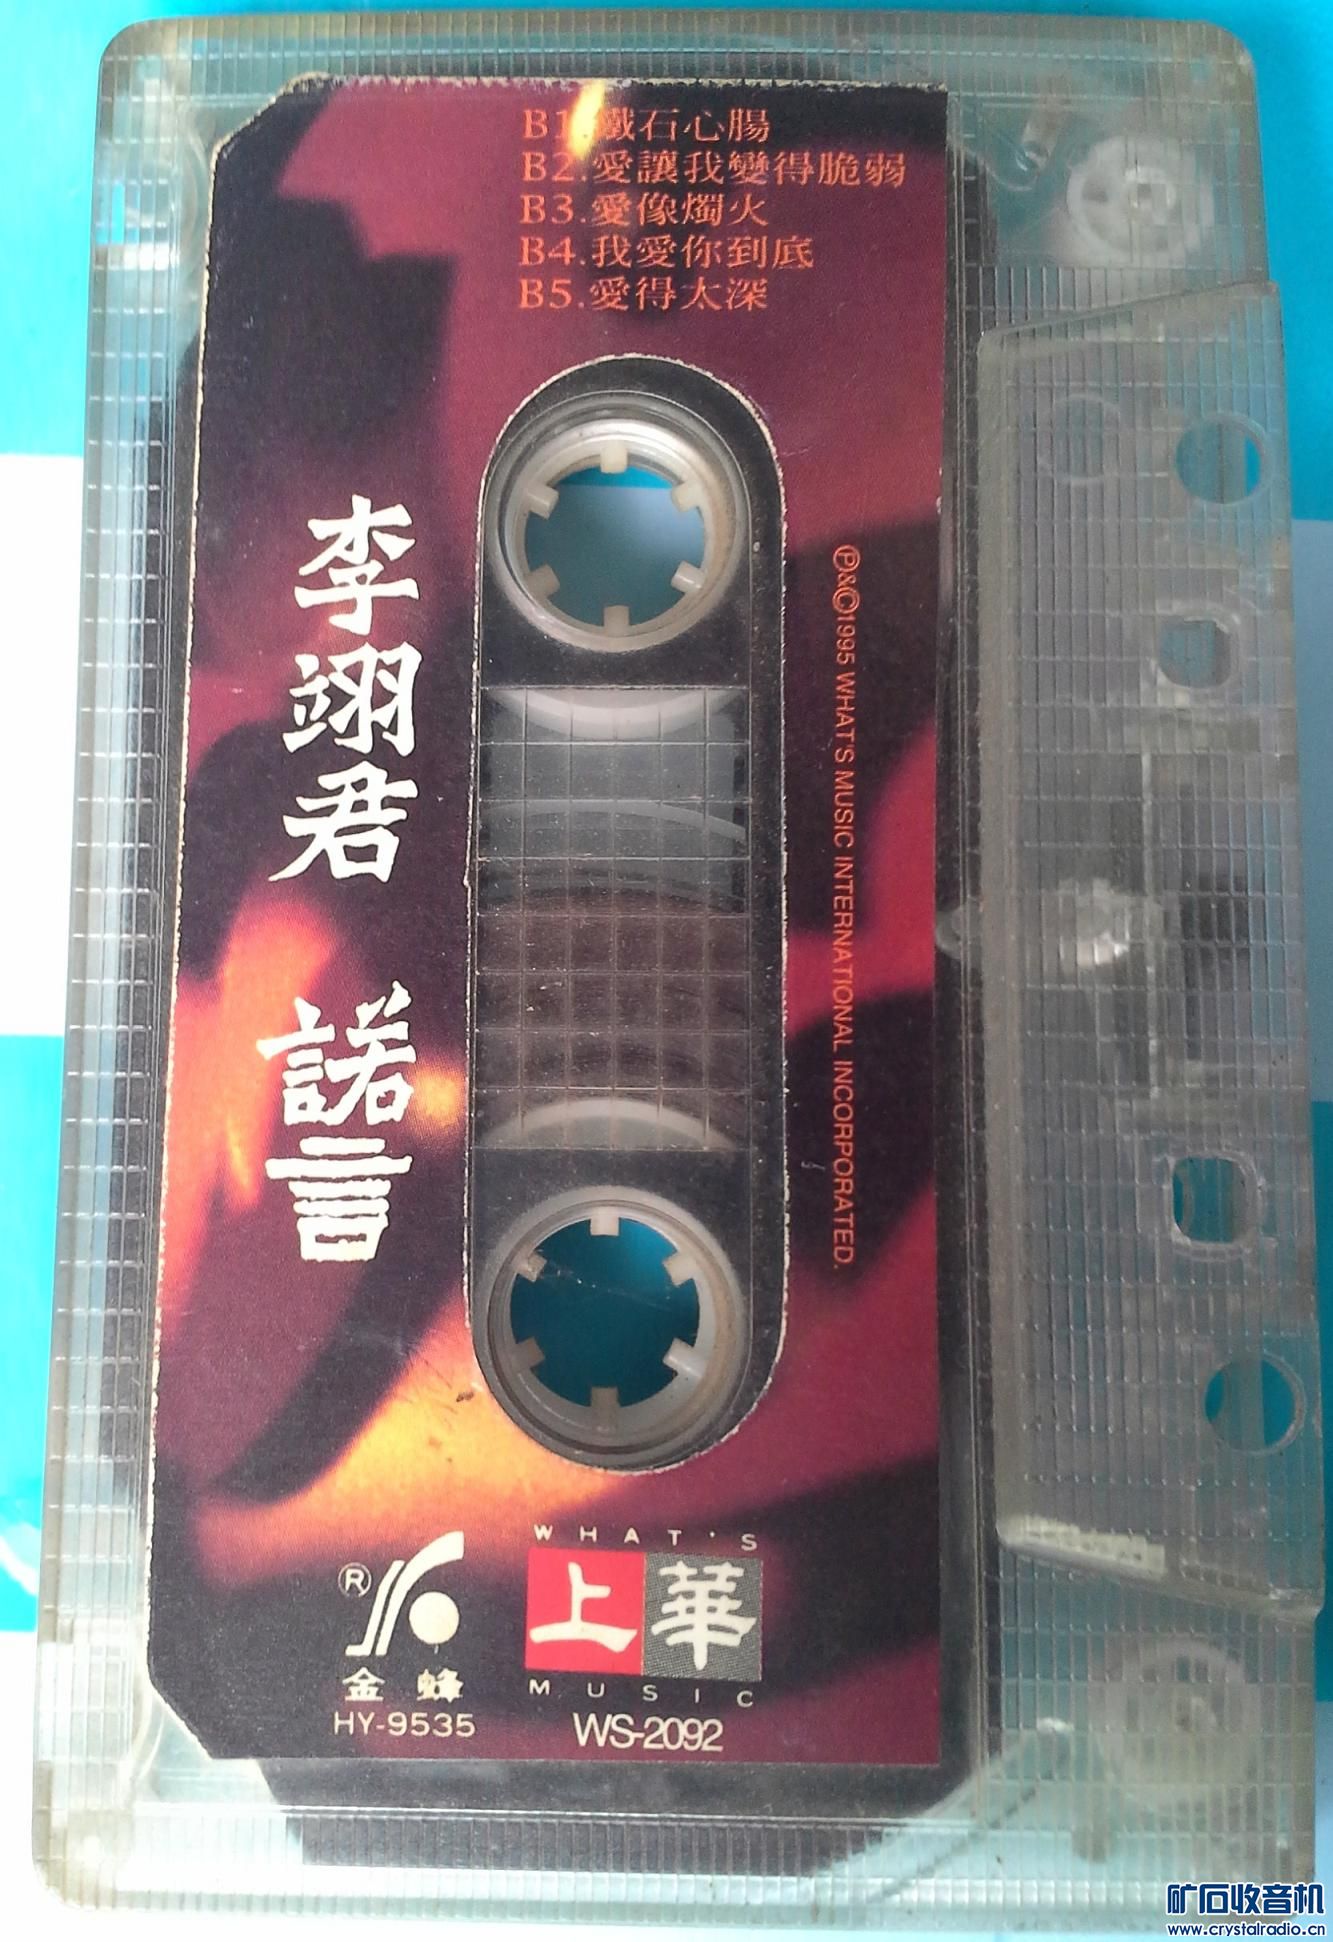 B1.鐵石心腸
B2.愛讓我變得脆弱
B3.愛像燭火
B4.我愛你到底
B5.愛得太深
李翊君 諾言
Ⓟ&©1995 WHAT'S MUSIC INTERNATIONAL INCORPORATED.
®
金蜂
HY-9535
WHAT'S
上華
MUSIC
WS-2092
矿石收音机
www.crystalradio.cn